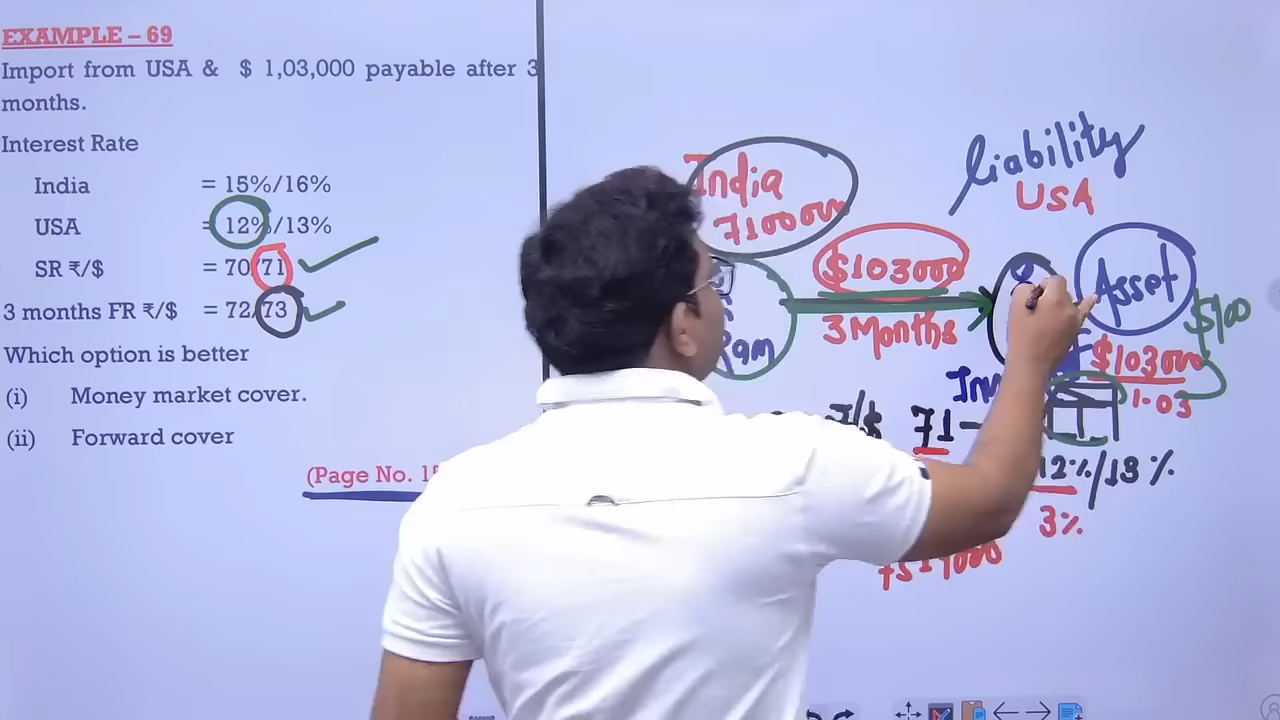 EXAMPLE – 69
Import from USA & $ 1,03,000 payable after 3
months.
Interest Rate
India = 15%/16%
USA = 12%/13%
SR ₹/$ = 70/71
3 months FR ₹/$ = 72/73
Which option is better
(i) Money market cover.
(ii) Forward cover
(Page No. 1
liability
USA
India
$103000
3 Months
Asset
$100
$103000
1.03
71
12%/13%
3%